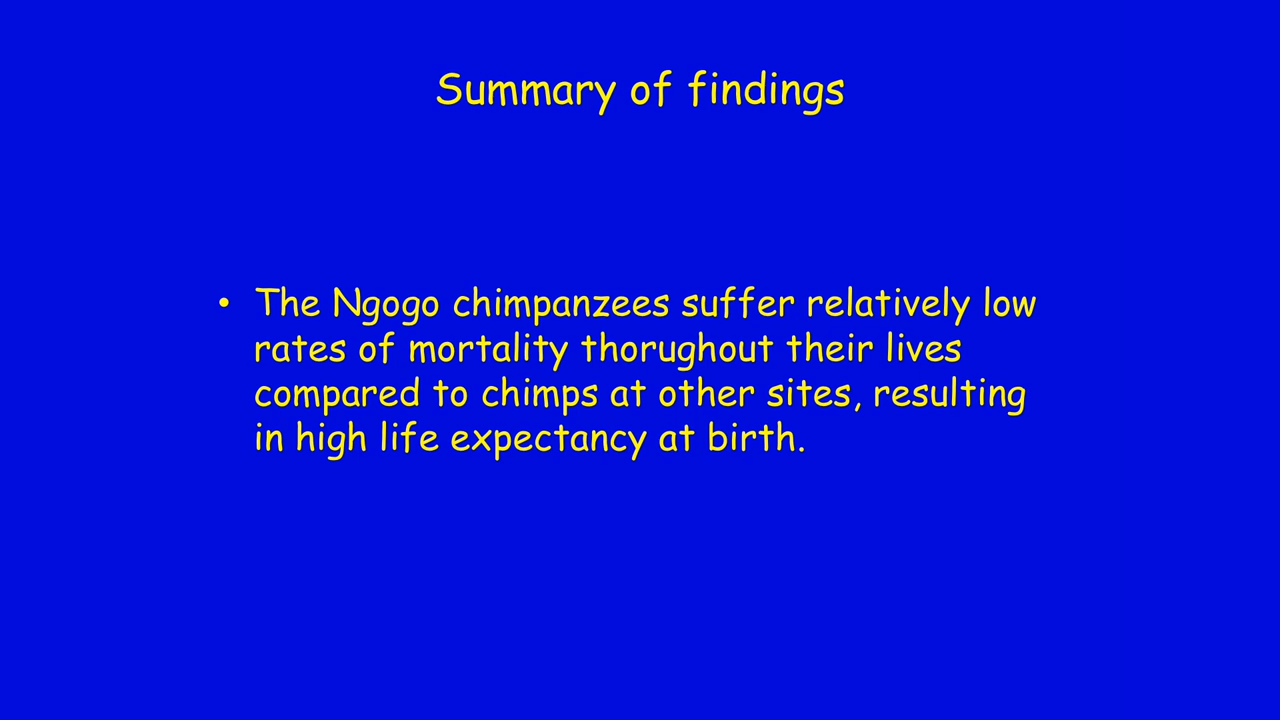 Summary of findings
• The Ngogo chimpanzees suffer relatively low
rates of mortality thorughout their lives
compared to chimps at other sites, resulting
in high life expectancy at birth.